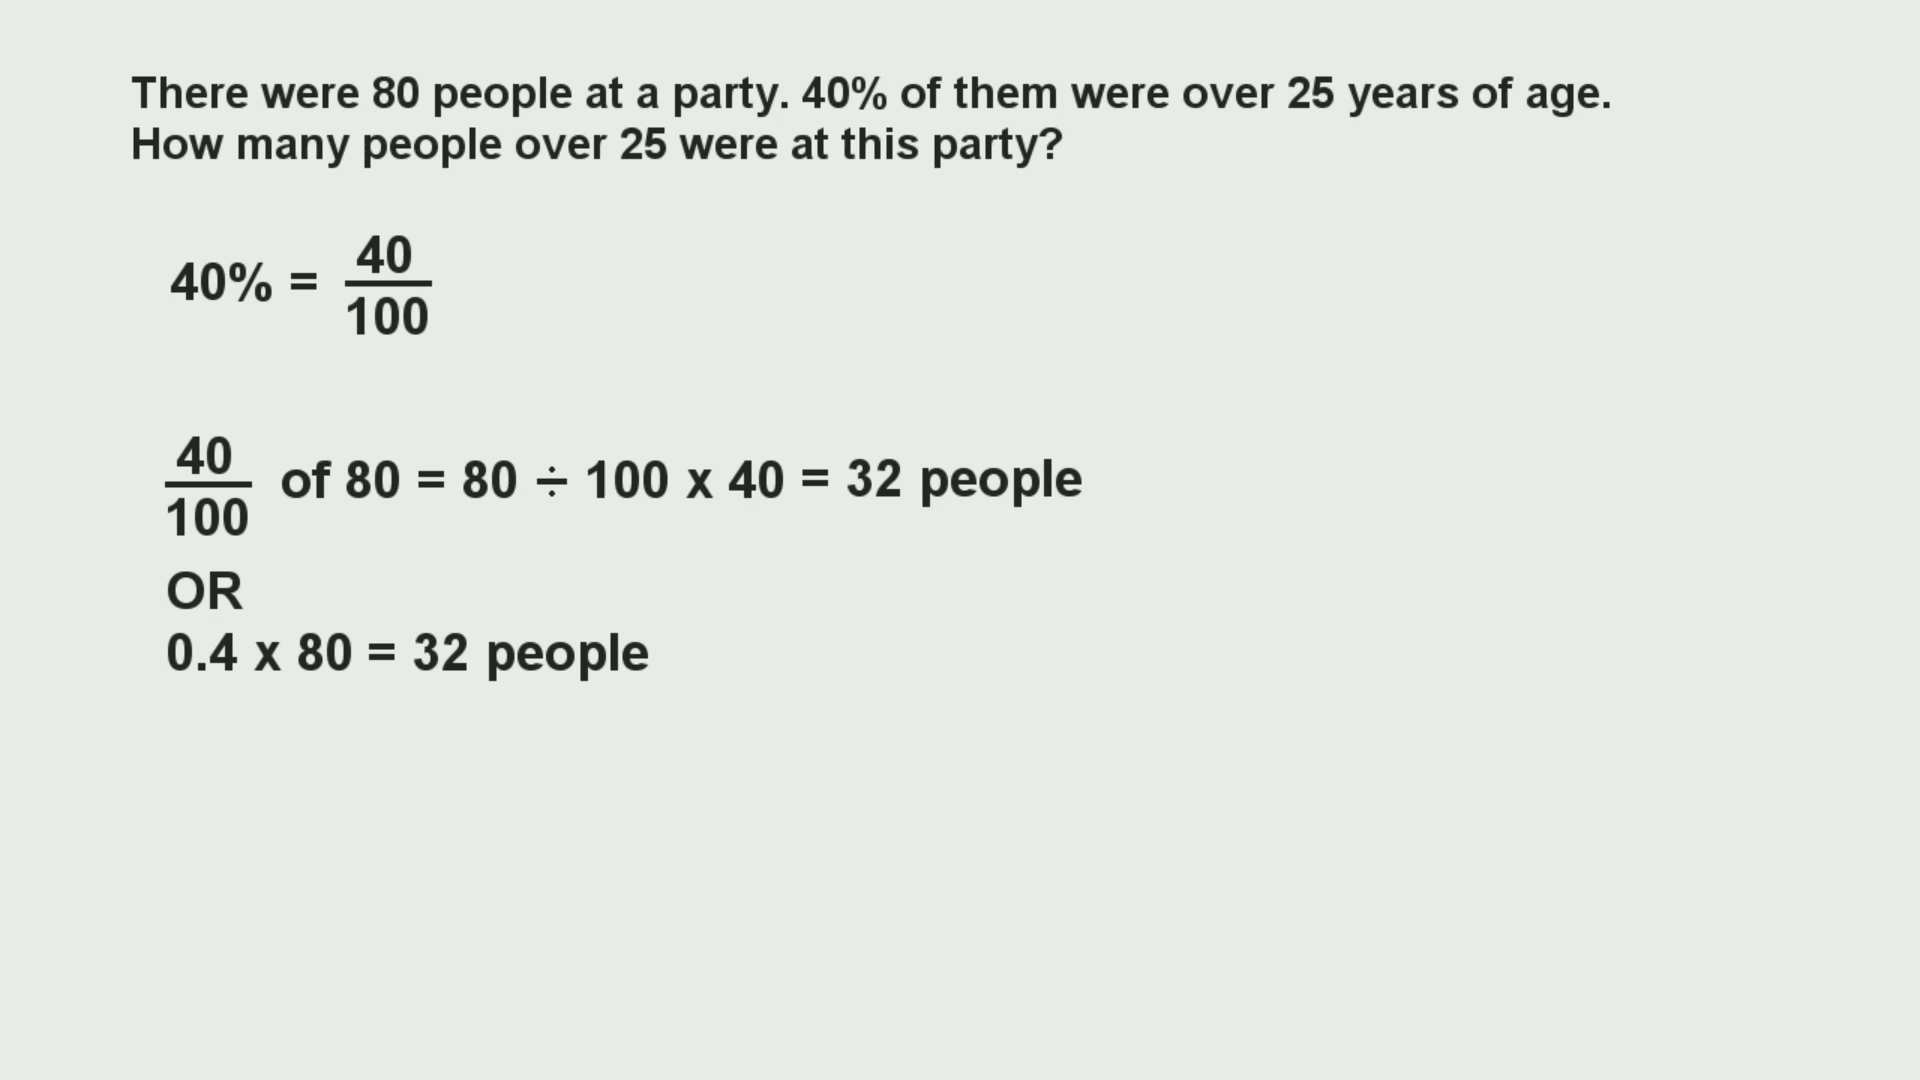 There were 80 people at a party. 40% of them were over 25 years of age.
How many people over 25 were at this party?
40% = 40/100
40/100 of 80 = 80 ÷ 100 x 40 = 32 people
OR
0.4 x 80 = 32 people